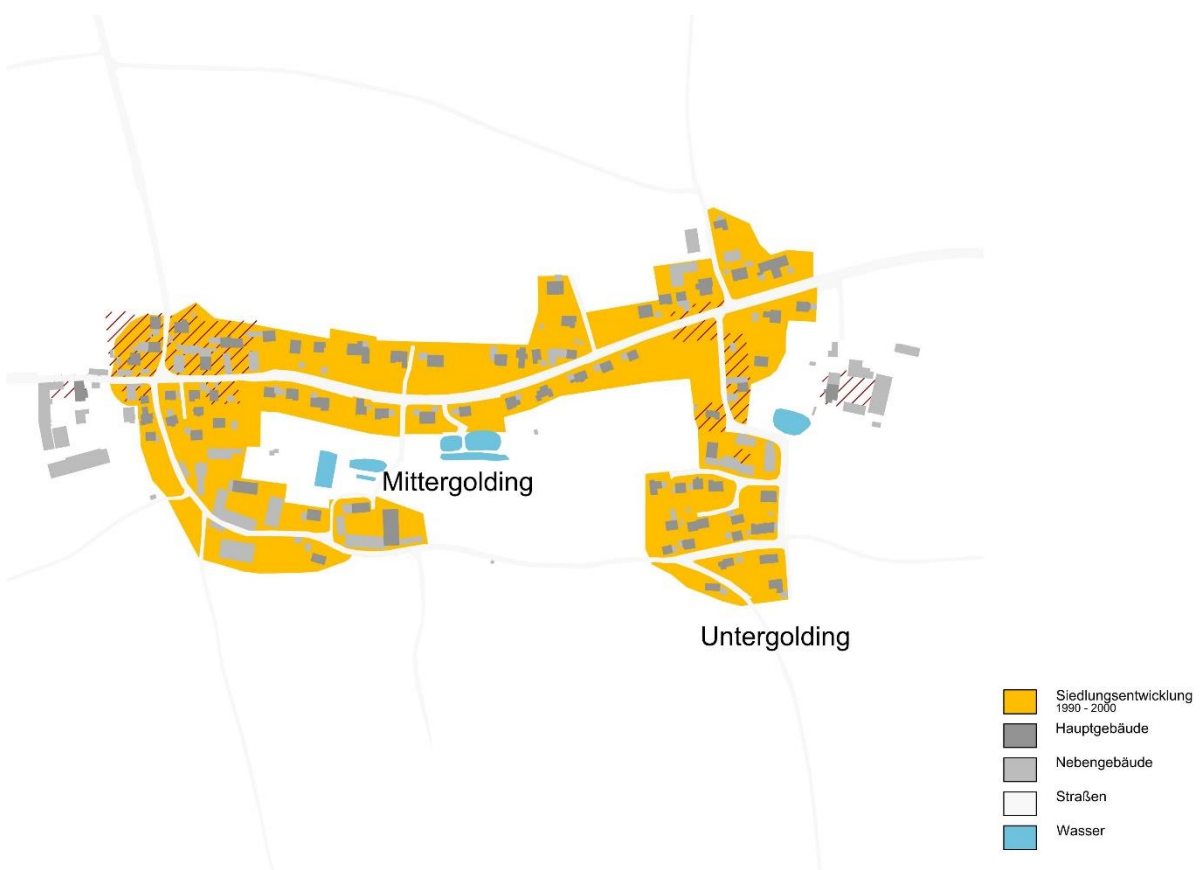 Mittergolding
Untergolding
Siedlungsentwicklung
1990 - 2000
Hauptgebäude
Nebengebäude
Straßen
Wasser